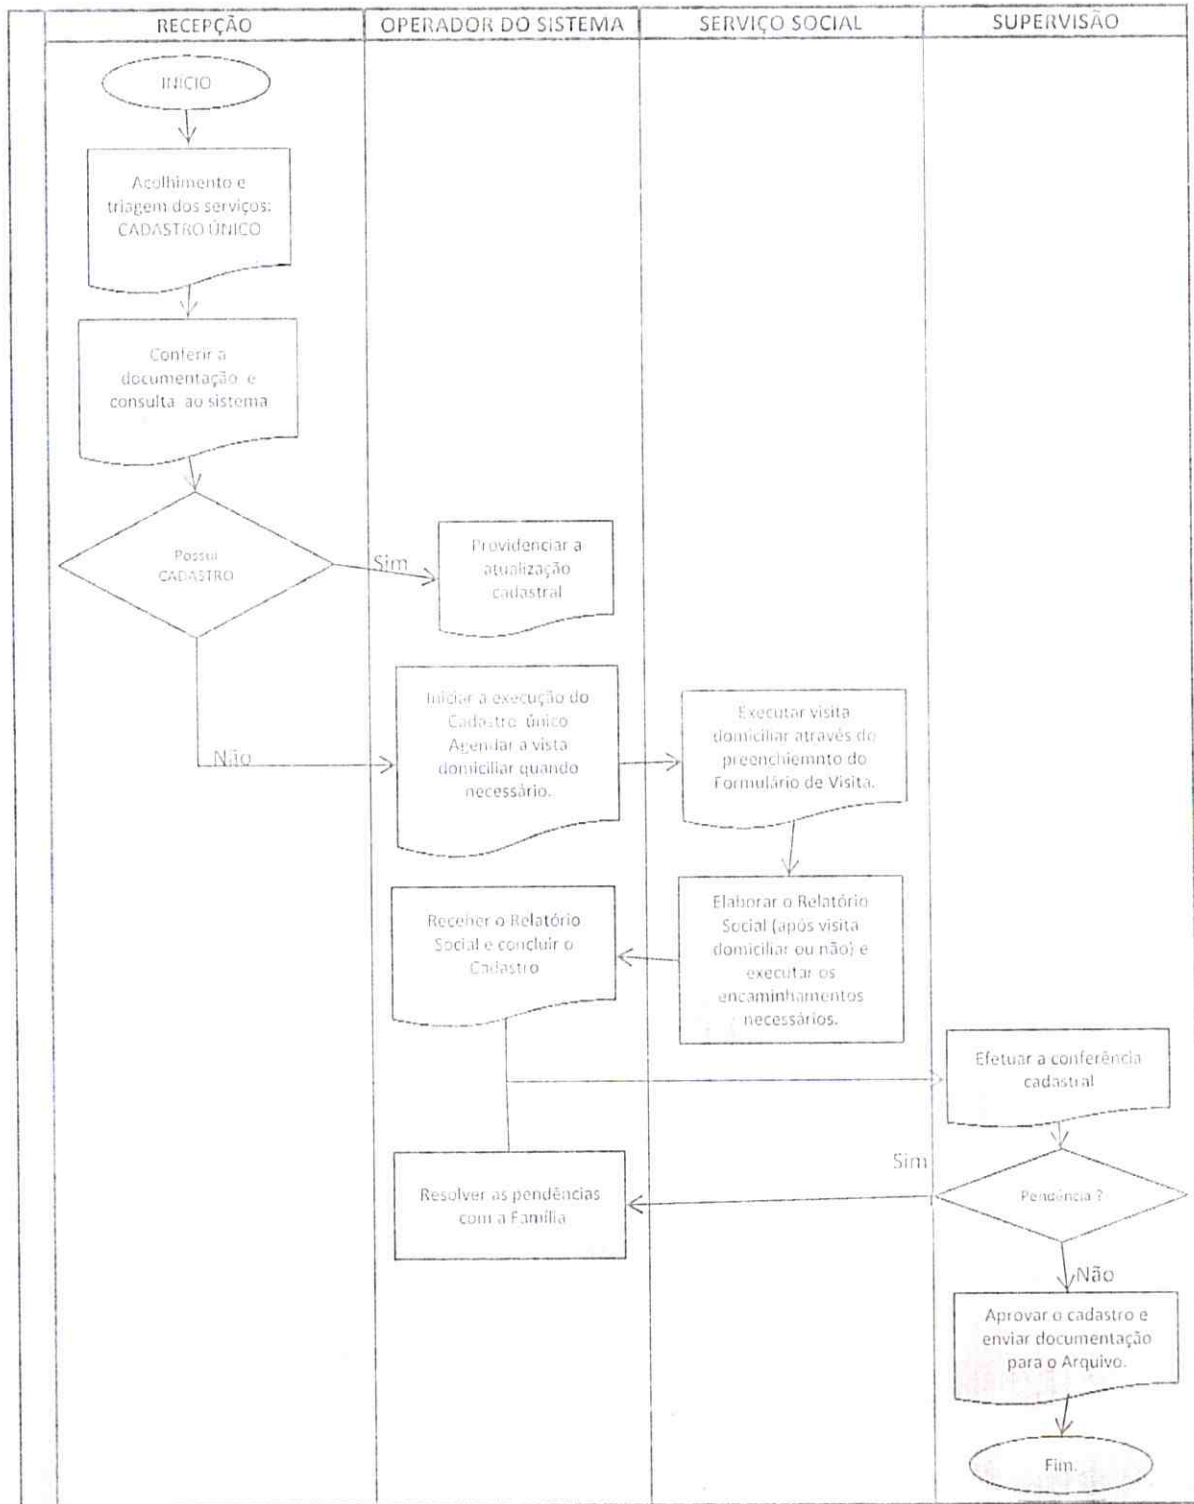 RECEPÇÃO
OPERADOR DO SISTEMA
SERVIÇO SOCIAL
SUPERVISÃO
INICIO
Acolhimento e
triagem dos serviços:
CADASTRO ÚNICO
Conferir a
documentação e
consulta ao sistema
Possui
CADASTRO
Sim
Providenciar a
atualização
cadastral
Não
Iniciar a execução do
Cadastro único
Agendar a vista
domiciliar quando
necessário.
Executar visita
domiciliar através do
preenchiemnto do
Formulário de Visita.
Elaborar o Relatório
Social (após visita
domiciliar ou não) e
executar os
encaminhamentos
necessários.
Receber o Relatório
Social e concluir o
Cadastro
Efetuar a conferência
cadastral
Pendência ?
Sim
Resolver as pendências
com a Família
Não
Aprovar o cadastro e
enviar documentação
para o Arquivo.
Fim.